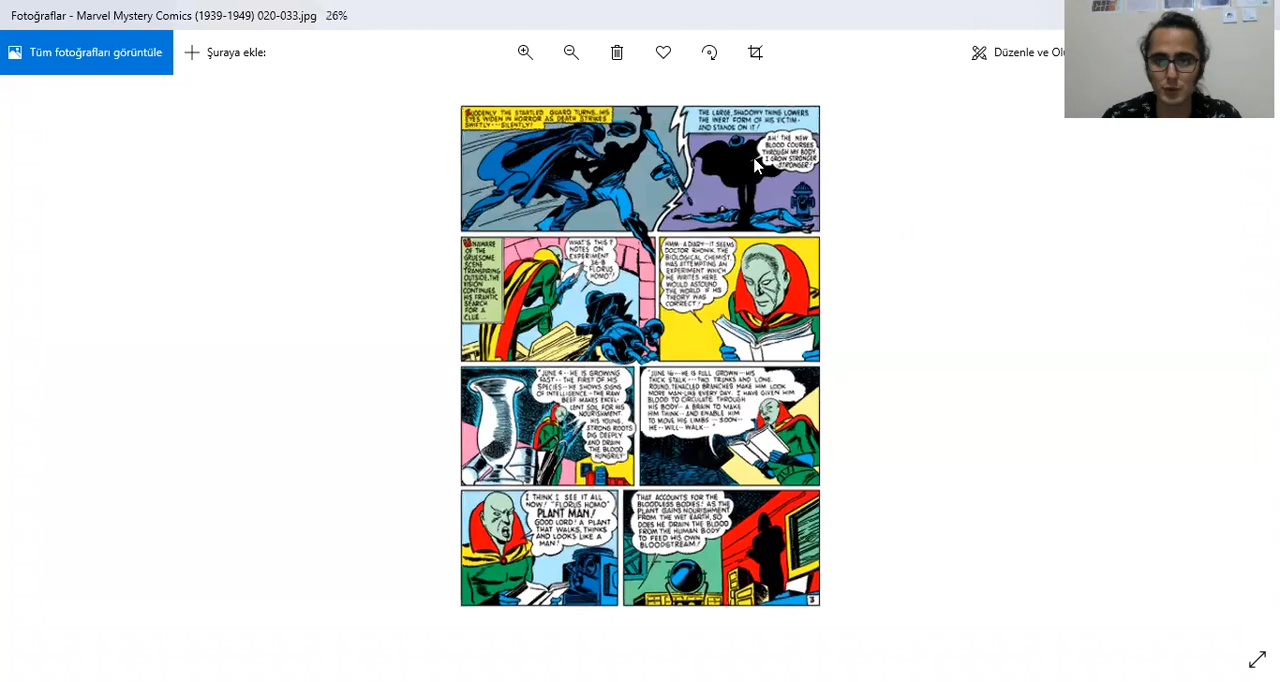 Fotoğraflar - Marvel Mystery Comics (1939-1949) 020-033.jpg 26%
Tüm fotoğrafları görüntüle
Şuraya ekle:
Düzenle ve Ol
SUDDENLY THE STARTLED GUARD TURNS...HIS
EYES WIDEN IN HORROR AS DEATH STRIKES
SWIFTLY---SILENTLY!
THE LARGE, SHADOWY THING LOWERS
THE INERT FORM OF HIS VICTIM-
AND STANDS ON IT!
AH! THE NEW
BLOOD COURSES
THROUGH MY BODY
I GROW STRONGER
STRONGER!
UNAWARE
OF THE
GRUESOME
SCENE
TRANSPIRING
OUTSIDE, THE
VISION
CONTINUES
HIS FRANTIC
SEARCH
FOR A
CLUE...
WHAT'S THIS?
NOTES ON
EXPERIMENT
36-B
"FLORUS
HOMO"!
HMM- A DIARY--IT SEEMS
DOCTOR RHONIK, THE
BIOLOGICAL CHEMIST,
WAS ATTEMPTING AN
EXPERIMENT WHICH
HE WRITES HERE
WOULD ASTOUND
THE WORLD IF HIS
THEORY WAS
CORRECT!
"JUNE 4--HE IS GROWING
FAST--THE FIRST OF HIS
SPECIES--HE SHOWS SIGNS
OF INTELLIGENCE--THE RAW
BEEF MAKES EXCEL-
LENT SOIL FOR HIS
NOURISHMENT.
HIS YOUNG,
STRONG ROOTS
DIG DEEPLY
AND DRAIN
THE BLOOD
HUNGRILY-
"JUNE 16--HE IS FULL GROWN--HIS
THICK STALK---TWO TRUNKS AND LONG,
ROUND, TENACLED BRANCHES MAKE HIM LOOK
MORE MAN-LIKE EVERY DAY. I HAVE GIVEN HIM
BLOOD TO CIRCULATE THROUGH
HIS BODY--A BRAIN TO MAKE
HIM THINK--AND ENABLE HIM
TO MOVE HIS LIMBS--SOON--
HE--WILL--WALK--"
I THINK I SEE IT ALL
NOW! "FLORUS HOMO"
PLANT MAN!
GOOD LORD! A PLANT
THAT WALKS, THINKS
AND LOOKS LIKE A
MAN!
THAT ACCOUNTS FOR THE
BLOODLESS BODIES! AS THE
PLANT GAINS NOURISHMENT
FROM THE WET EARTH, SO
DOES HE DRAIN THE BLOOD
FROM THE HUMAN BODY
TO FEED HIS OWN
BLOODSTREAM!
3